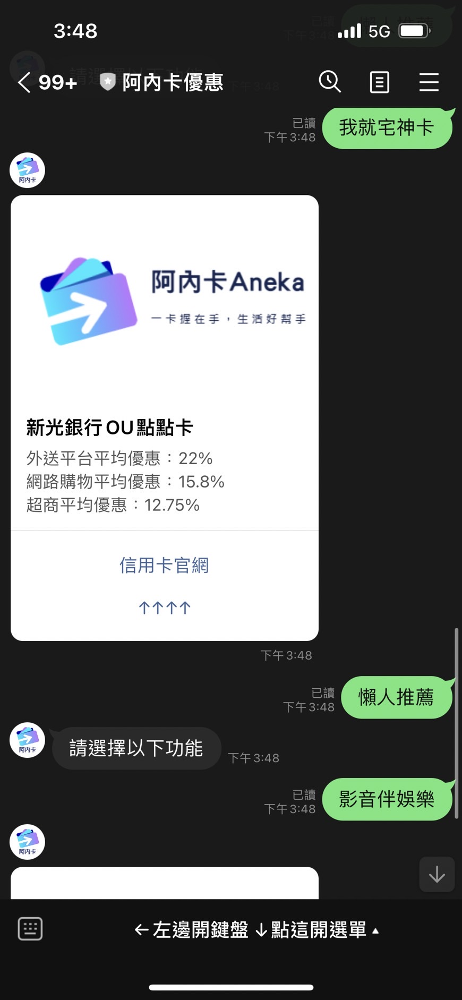 3:48
5G
99+
阿內卡優惠
我就宅神卡
已讀
下午3:48
阿內卡
阿內卡Aneka
一卡握在手，生活好幫手
新光銀行OU點點卡
外送平台平均優惠：22%
網路購物平均優惠：15.8%
超商平均優惠：12.75%
信用卡官網
↑↑↑↑
下午3:48
懶人推薦
已讀
下午3:48
阿內卡
請選擇以下功能
下午3:48
影音伴娛樂
已讀
下午3:48
阿內卡
←左邊開鍵盤 ↓點這開選單▲